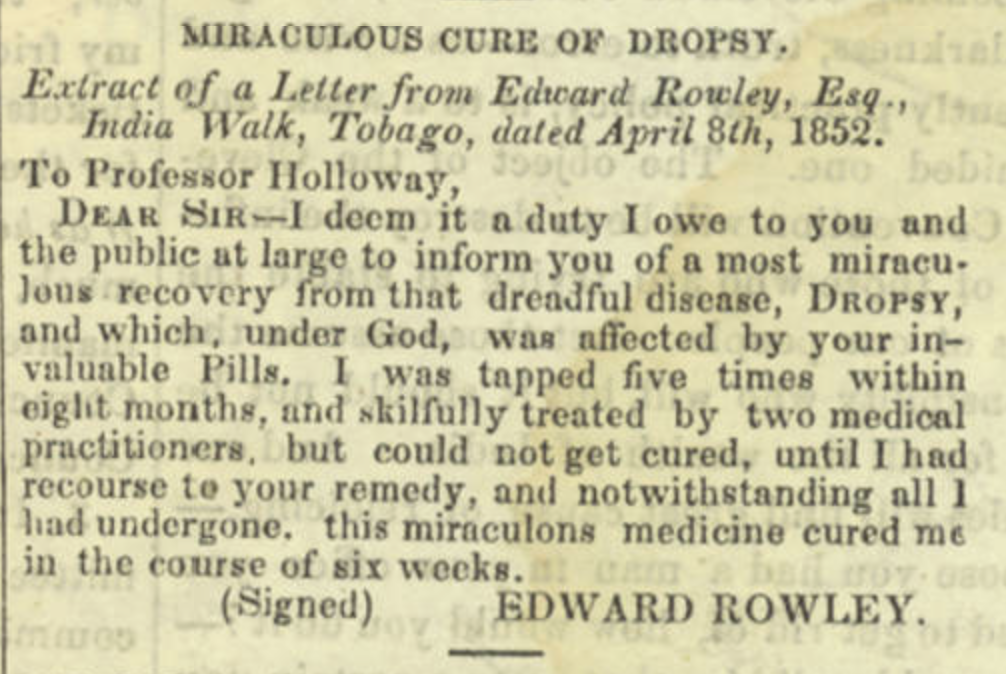 MIRACULOUS CURE OF DROPSY.
Extract of a Letter from Edward Rowley, Esq.,
India Walk, Tobago, dated April 8th, 1852.
To Professor Holloway,
DEAR SIR—I deem it a duty I owe to you and
the public at large to inform you of a most miracu-
lous recovery from that dreadful disease, DROPSY,
and which, under God, was affected by your in-
valuable Pills. I was tapped five times within
eight months, and skilfully treated by two medical
practitioners, but could not get cured, until I had
recourse to your remedy, and notwithstanding all I
had undergone. this miraculons medicine cured me
in the course of six weeks.
(Signed) EDWARD ROWLEY.